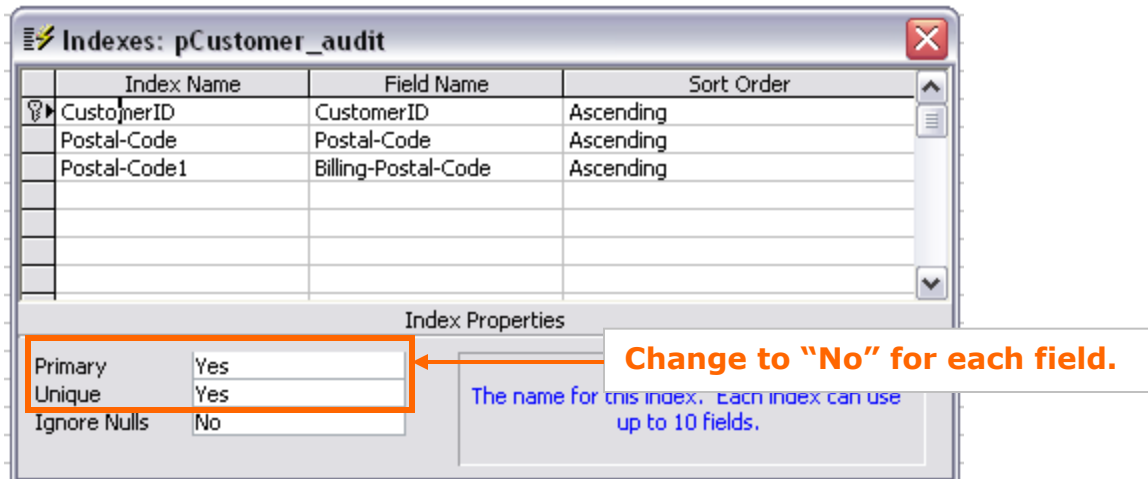 Indexes: pCustomer_audit
Index Name Field Name Sort Order
CustomerID CustomerID Ascending
Postal-Code Postal-Code Ascending
Postal-Code1 Billing-Postal-Code Ascending
Index Properties
Primary Yes
Unique Yes
Ignore Nulls No
Change to “No” for each field.
The name for this index. Each index can use
up to 10 fields.